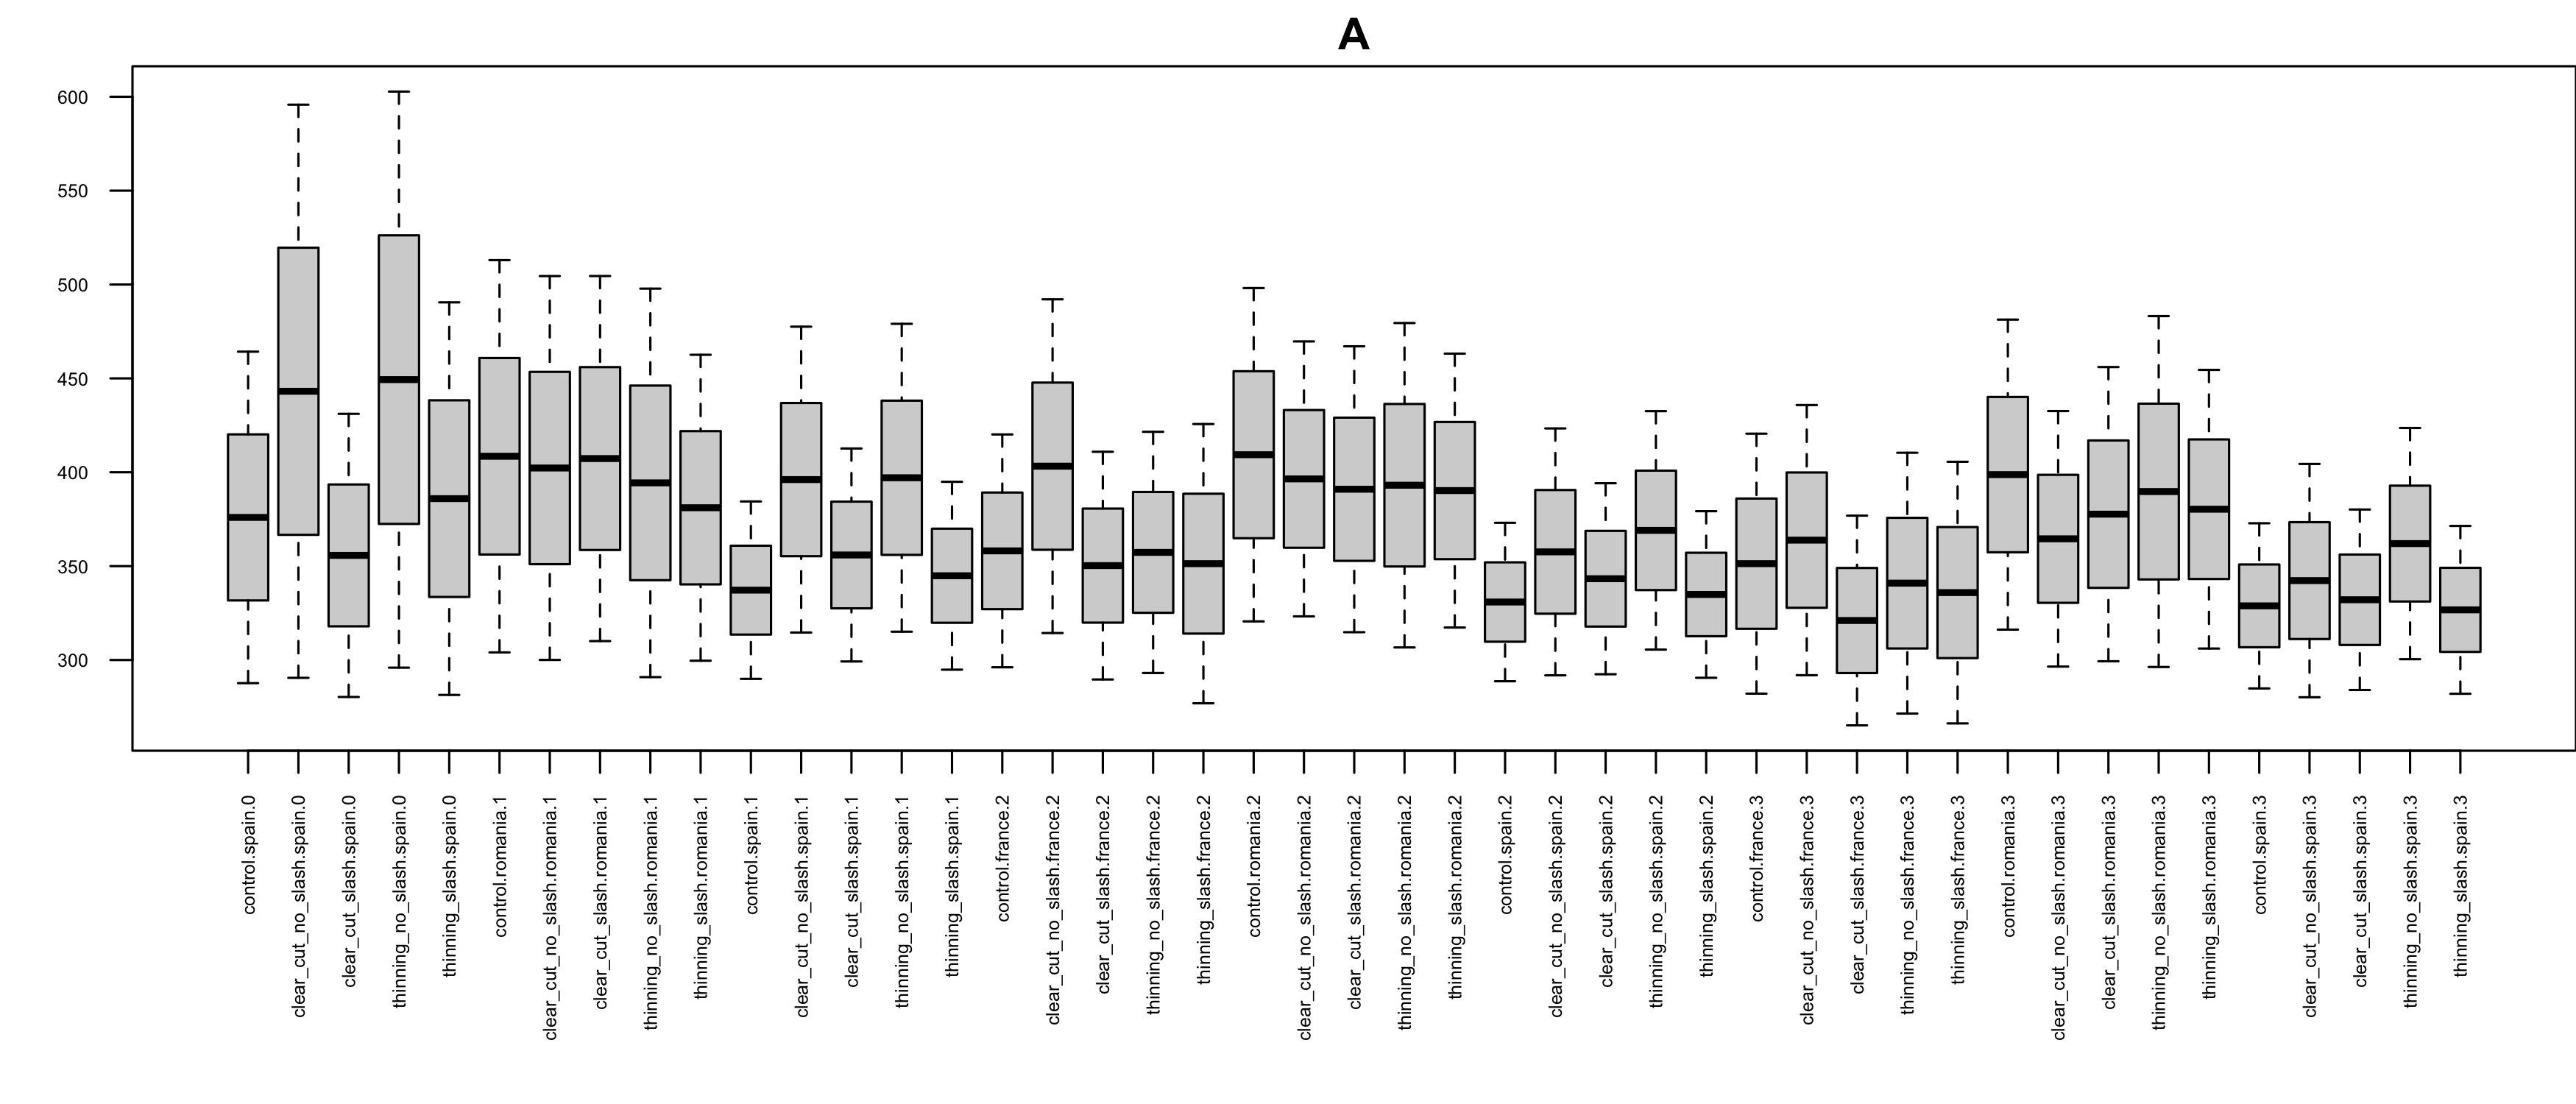 A
600
550
500
450
400
350
300
control.spain.0
clear_cut_no_slash.spain.0
clear_cut_slash.spain.0
thinning_no_slash.spain.0
thinning_slash.spain.0
control.romania.1
clear_cut_no_slash.romania.1
clear_cut_slash.romania.1
thinning_no_slash.romania.1
thinning_slash.romania.1
control.spain.1
clear_cut_no_slash.spain.1
clear_cut_slash.spain.1
thinning_no_slash.spain.1
thinning_slash.spain.1
control.france.2
clear_cut_no_slash.france.2
clear_cut_slash.france.2
thinning_no_slash.france.2
thinning_slash.france.2
control.romania.2
clear_cut_no_slash.romania.2
clear_cut_slash.romania.2
thinning_no_slash.romania.2
thinning_slash.romania.2
control.spain.2
clear_cut_no_slash.spain.2
clear_cut_slash.spain.2
thinning_no_slash.spain.2
thinning_slash.spain.2
control.france.3
clear_cut_no_slash.france.3
clear_cut_slash.france.3
thinning_no_slash.france.3
thinning_slash.france.3
control.romania.3
clear_cut_no_slash.romania.3
clear_cut_slash.romania.3
thinning_no_slash.romania.3
thinning_slash.romania.3
control.spain.3
clear_cut_no_slash.spain.3
clear_cut_slash.spain.3
thinning_no_slash.spain.3
thinning_slash.spain.3